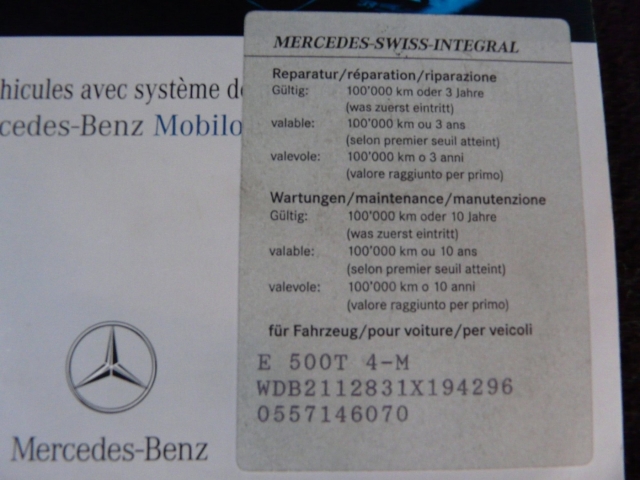 hicules avec système d
cedes-Benz Mobilo
Mercedes-Benz
MERCEDES-SWISS-INTEGRAL
Reparatur/réparation/riparazione
Gültig: 100'000 km oder 3 Jahre
(was zuerst eintritt)
valable: 100'000 km ou 3 ans
(selon premier seuil atteint)
valevole: 100'000 km o 3 anni
(valore raggiunto per primo)
Wartungen/maintenance/manutenzione
Gültig: 100'000 km oder 10 Jahre
(was zuerst eintritt)
valable: 100'000 km ou 10 ans
(selon premier seuil atteint)
valevole: 100'000 km o 10 anni
(valore raggiunto per primo)
für Fahrzeug/pour voiture/per veicoli
E 500T 4-M
WDB2112831X194296
0557146070